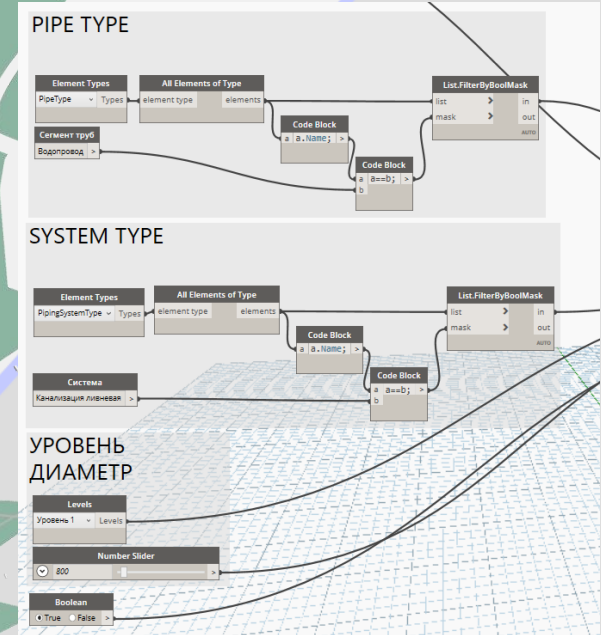 PIPE TYPE
Element Types
PipeType Types
All Elements of Type
element type elements
List.FilterByBoolMask
list in
mask out
AUTO
Code Block
a a.Name; >
Сегмент труб
Водопровод >
Code Block
a a==b; >
b
SYSTEM TYPE
Element Types
PipingSystemType Types
All Elements of Type
element type elements
List.FilterByBoolMask
list in
mask out
AUTO
Code Block
a a.Name; >
Система
Канализация ливневая >
Code Block
a a==b; >
b
УРОВЕНЬ
ДИАМЕТР
Levels
Уровень 1 Levels
Number Slider
800 >
Boolean
True False >